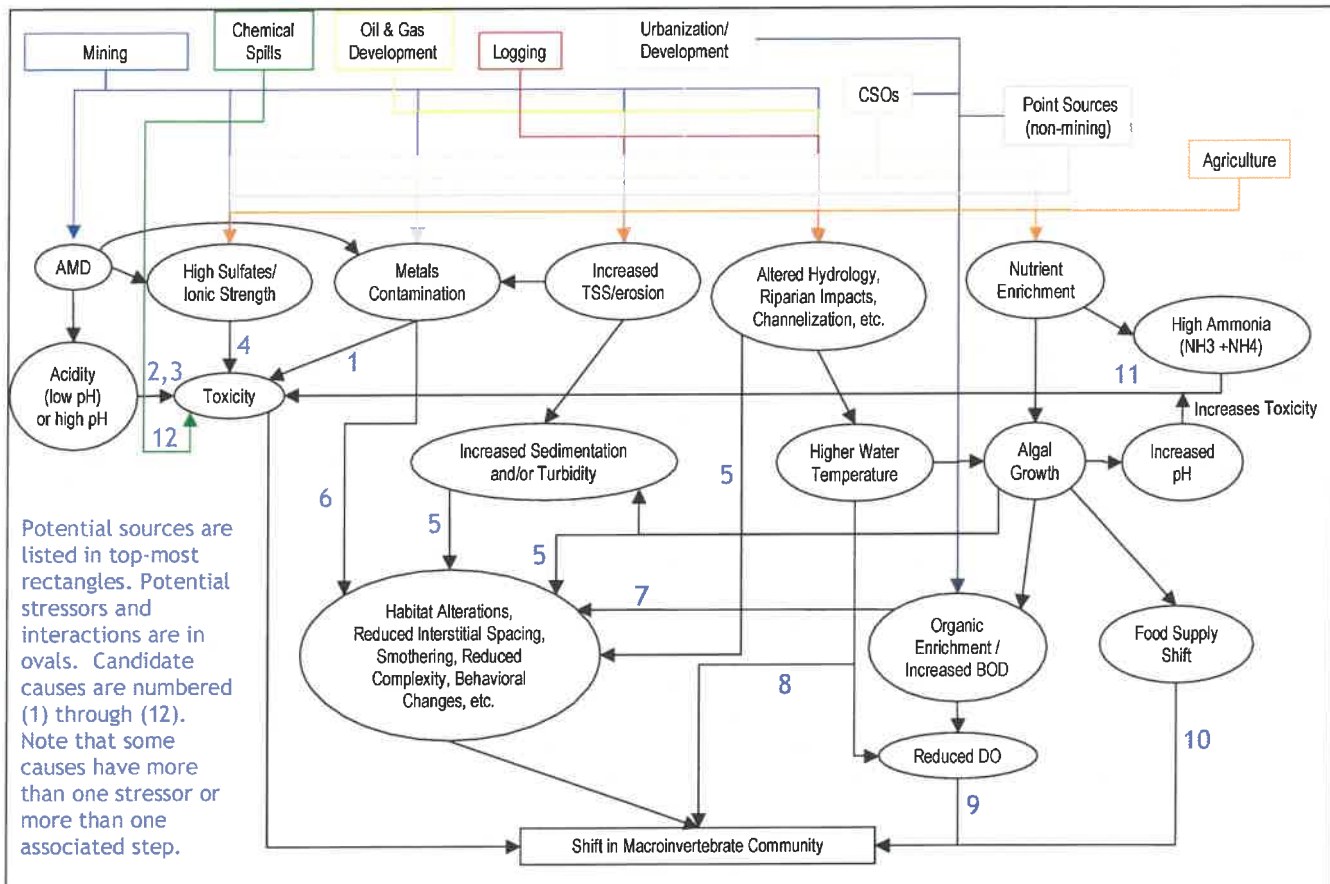 Mining
Chemical
Spills
Oil & Gas
Development
Logging
Urbanization/
Development
CSOs
Point Sources
(non-mining)
Agriculture
AMD
High Sulfates/
Ionic Strength
Metals
Contamination
Increased
TSS/erosion
Altered Hydrology,
Riparian Impacts,
Channelization, etc.
Nutrient
Enrichment
High Ammonia
(NH3 +NH4)
Acidity
(low pH)
or high pH
2,3
4
1
Toxicity
11
12
Increases Toxicity
Increased Sedimentation
and/or Turbidity
Higher Water
Temperature
Algal
Growth
Increased
pH
6
5
5
5
Potential sources are
listed in top-most
rectangles. Potential
stressors and
interactions are in
ovals. Candidate
causes are numbered
(1) through (12).
Note that some
causes have more
than one stressor or
more than one
associated step.
Habitat Alterations,
Reduced Interstitial Spacing,
Smothering, Reduced
Complexity, Behavioral
Changes, etc.
7
Organic
Enrichment /
Increased BOD
Food Supply
Shift
8
Reduced DO
10
9
Shift in Macroinvertebrate Community